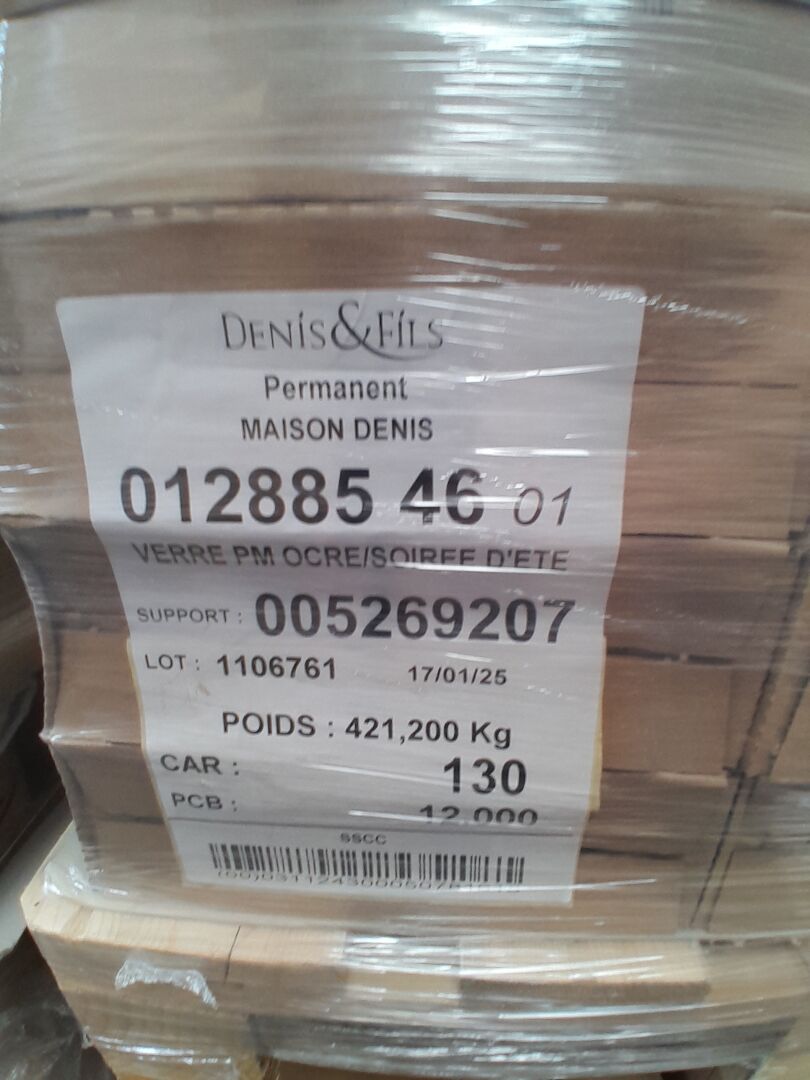 DENIS&FILS
Permanent
MAISON DENIS
012885 46 01
VERRE PM OCRE/SOIREE D'ETE
SUPPORT : 005269207
LOT : 1106761 17/01/25
POIDS : 421,200 Kg
CAR : 130
PCB : 12.000
SSCC